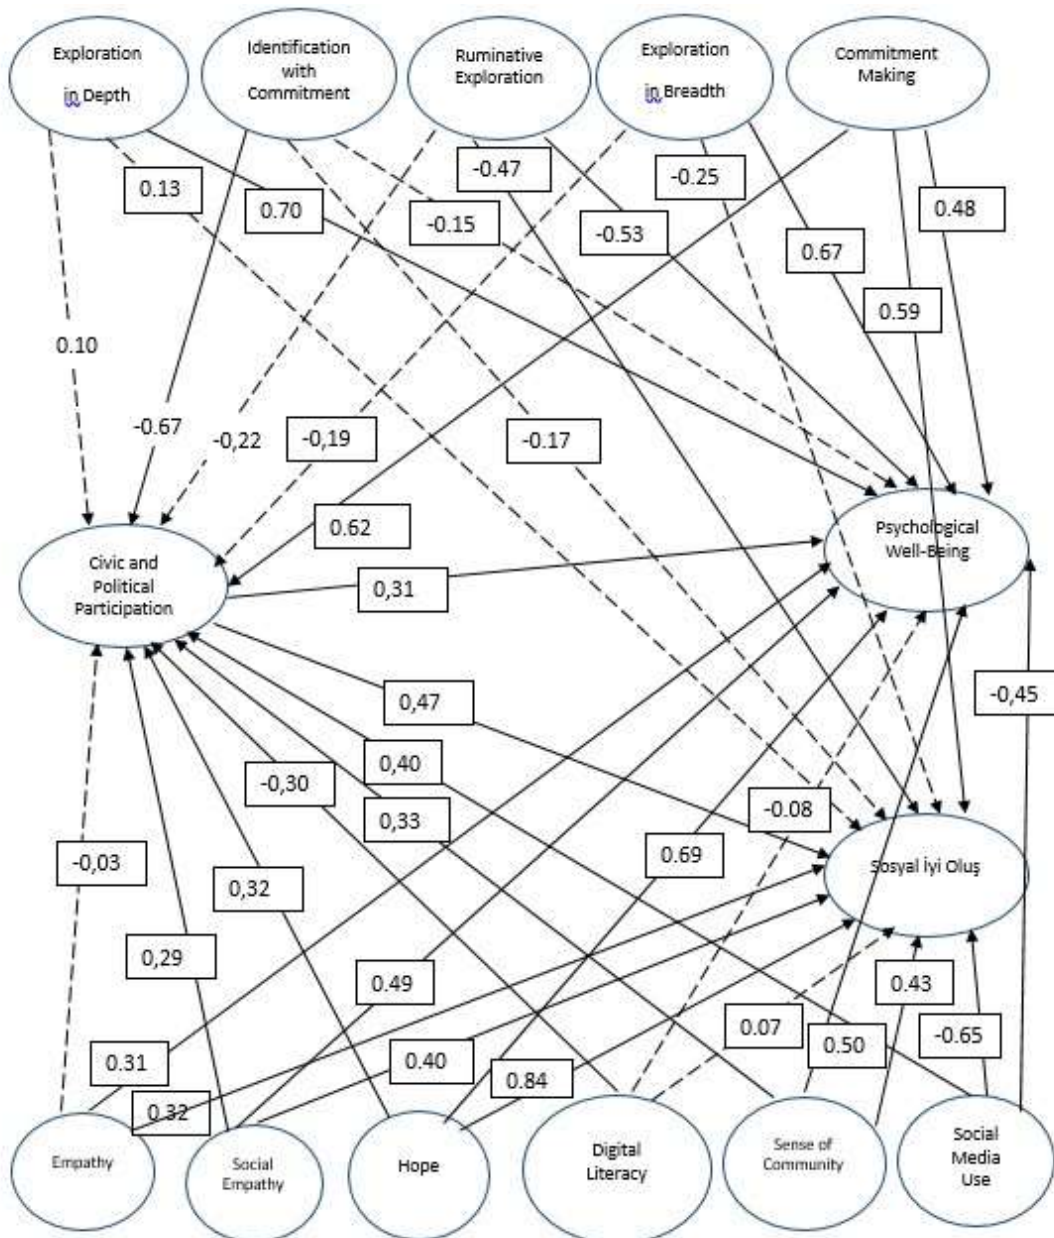 Exploration
in Depth
Identification
with
Commitment
Ruminative
Exploration
Exploration
in Breadth
Commitment
Making
0.13
0.70
-0.47
-0.15
-0.53
-0.25
0.67
0.48
0.59
0.10
-0.67
-0,22
-0,19
-0.17
0.62
Civic and
Political
Participation
Psychological
Well-Being
0,31
0,47
-0,45
0,40
-0,30
0,33
-0.08
0.69
-0,03
0,32
Sosyal İyi Oluş
0,29
0.49
0.43
0.07
0.50
-0.65
0.31
0.40
0.84
0.32
Empathy
Social
Empathy
Hope
Digital
Literacy
Sense of
Community
Social
Media
Use